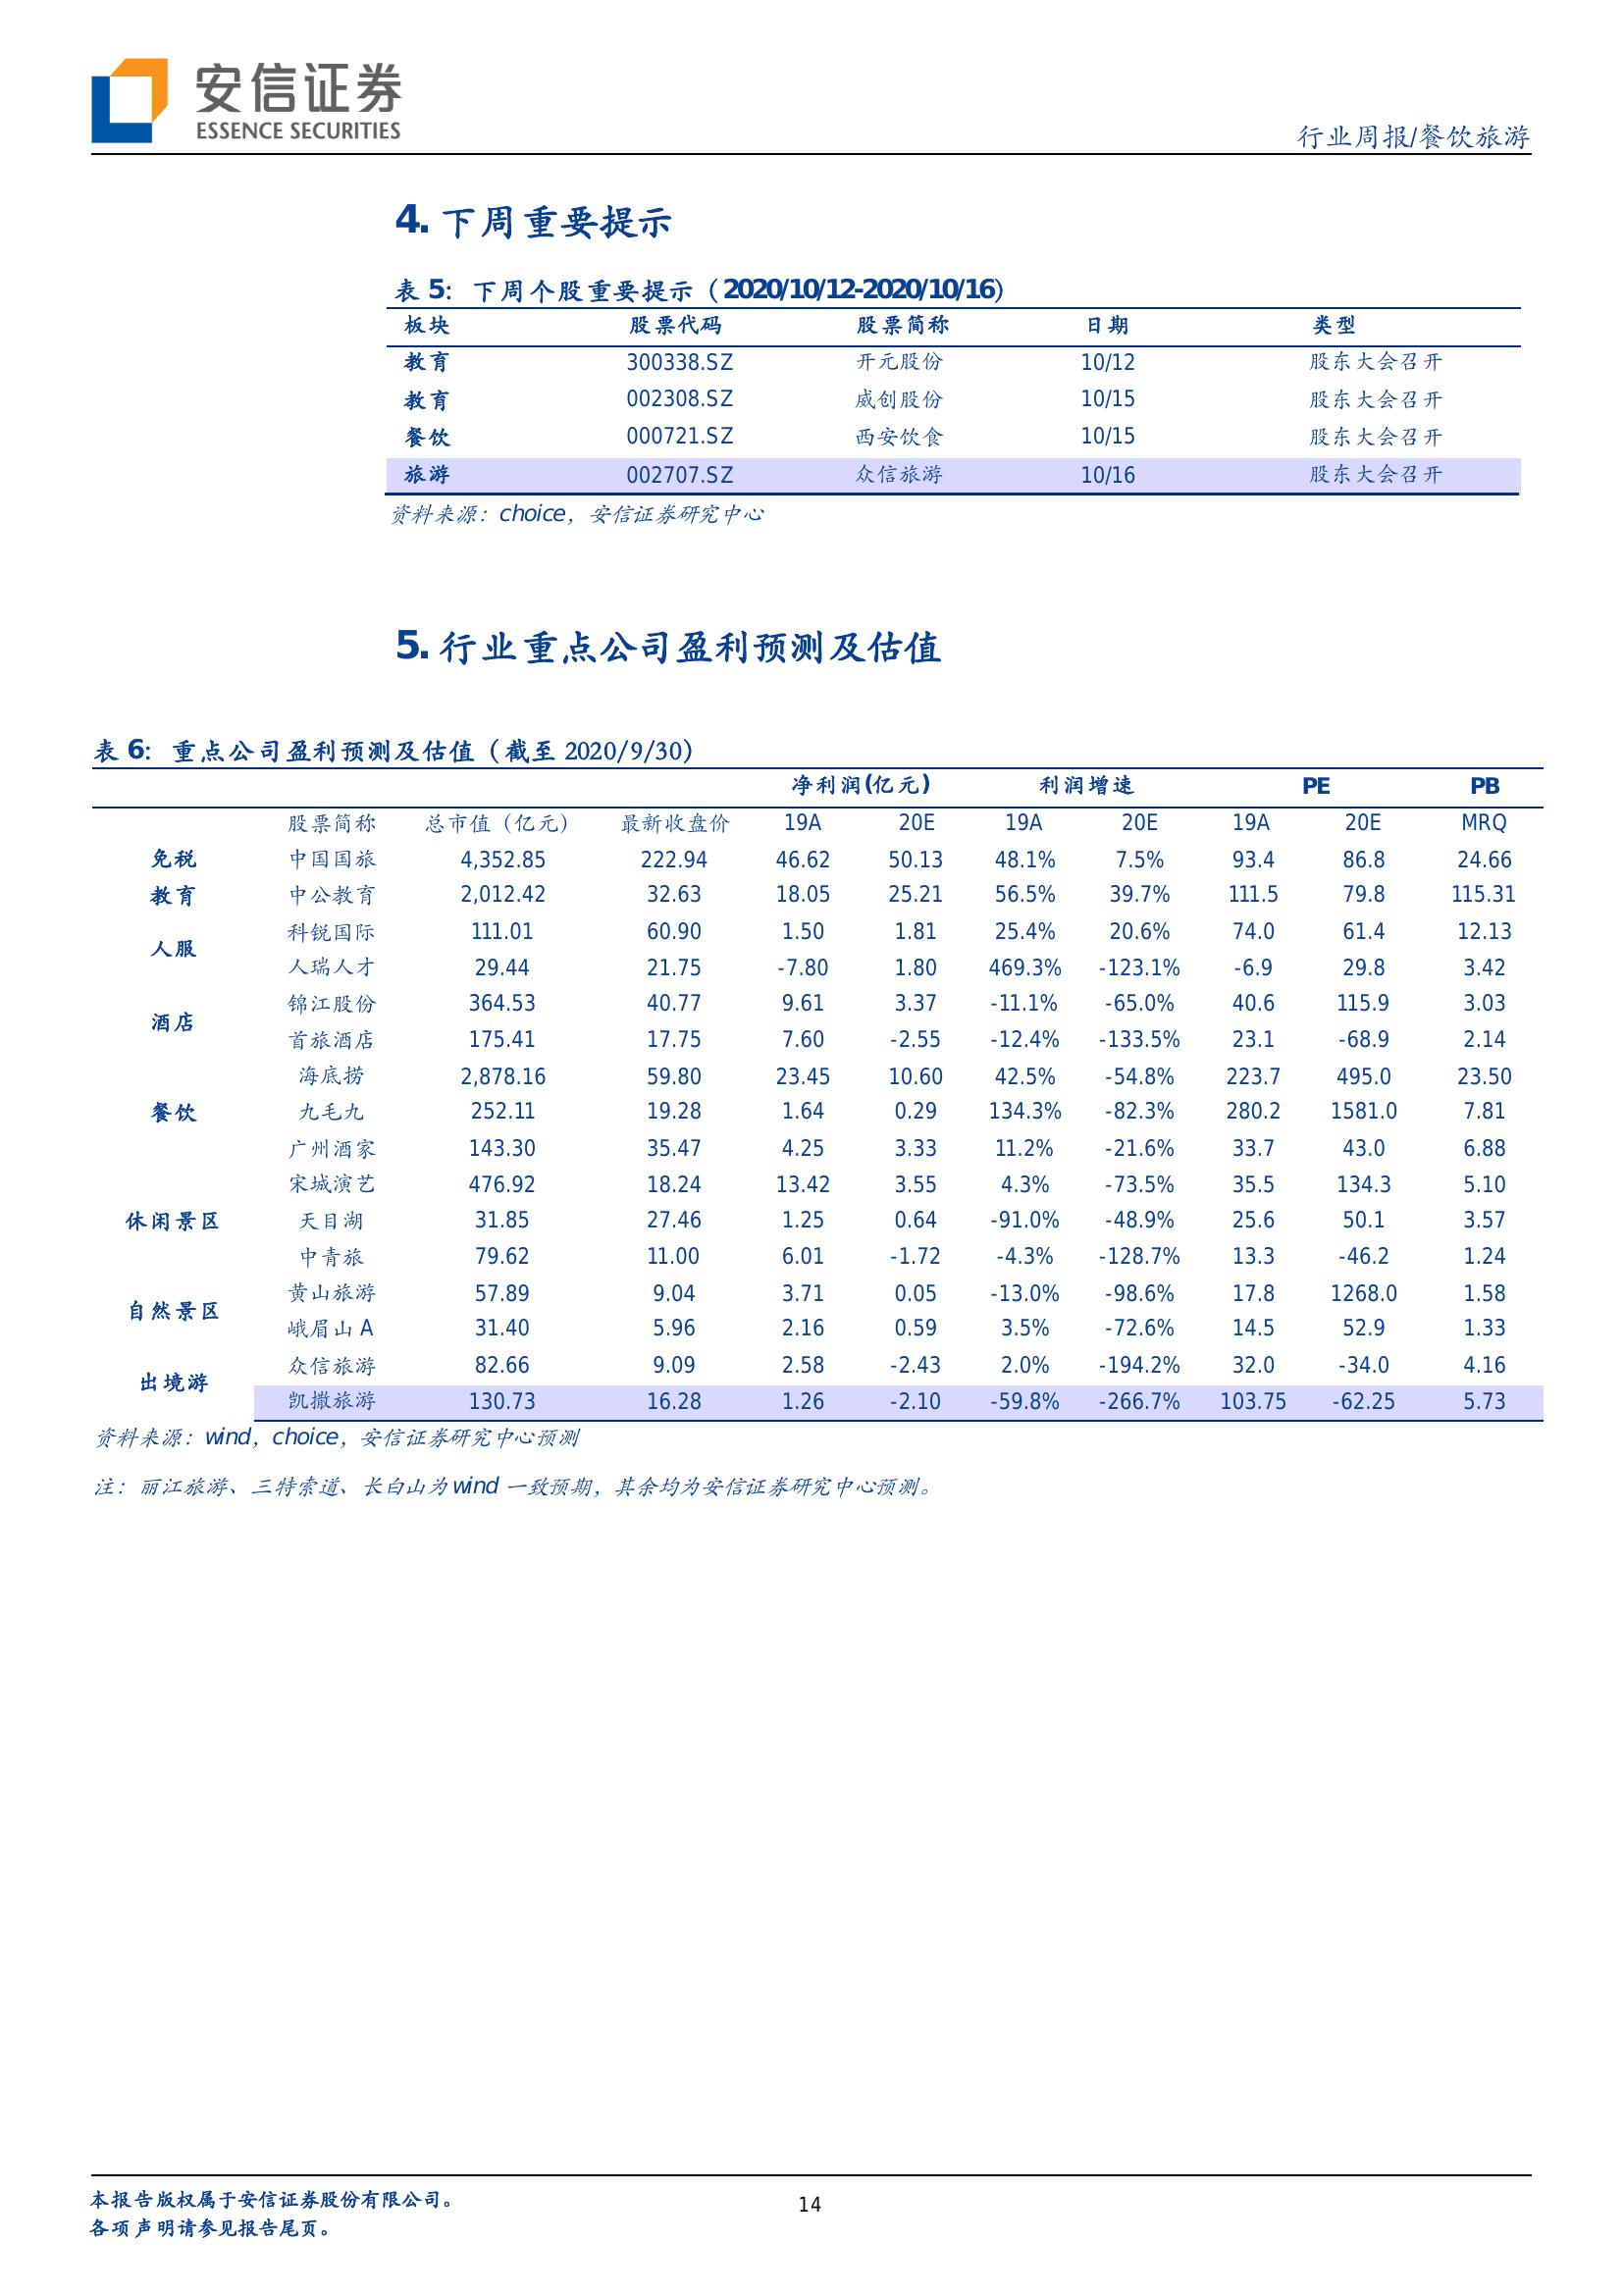 安信证券
ESSENCE SECURITIES
行业周报/餐饮旅游
4. 下周重要提示
表 5: 下周个股重要提示（2020/10/12-2020/10/16）
板块 股票代码 股票简称 日期 类型
教育 300338.SZ 开元股份 10/12 股东大会召开
教育 002308.SZ 威创股份 10/15 股东大会召开
餐饮 000721.SZ 西安饮食 10/15 股东大会召开
旅游 002707.SZ 众信旅游 10/16 股东大会召开
资料来源：choice，安信证券研究中心
5. 行业重点公司盈利预测及估值
表 6: 重点公司盈利预测及估值（截至 2020/9/30）
净利润(亿元) 利润增速 PE PB
股票简称 总市值（亿元） 最新收盘价 19A 20E 19A 20E 19A 20E MRQ
免税 中国国旅 4,352.85 222.94 46.62 50.13 48.1% 7.5% 93.4 86.8 24.66
教育 中公教育 2,012.42 32.63 18.05 25.21 56.5% 39.7% 111.5 79.8 115.31
人服 科锐国际 111.01 60.90 1.50 1.81 25.4% 20.6% 74.0 61.4 12.13
人瑞人才 29.44 21.75 -7.80 1.80 469.3% -123.1% -6.9 29.8 3.42
酒店 锦江股份 364.53 40.77 9.61 3.37 -11.1% -65.0% 40.6 115.9 3.03
首旅酒店 175.41 17.75 7.60 -2.55 -12.4% -133.5% 23.1 -68.9 2.14
海底捞 2,878.16 59.80 23.45 10.60 42.5% -54.8% 223.7 495.0 23.50
餐饮 九毛九 252.11 19.28 1.64 0.29 134.3% -82.3% 280.2 1581.0 7.81
广州酒家 143.30 35.47 4.25 3.33 11.2% -21.6% 33.7 43.0 6.88
宋城演艺 476.92 18.24 13.42 3.55 4.3% -73.5% 35.5 134.3 5.10
休闲景区 天目湖 31.85 27.46 1.25 0.64 -91.0% -48.9% 25.6 50.1 3.57
中青旅 79.62 11.00 6.01 -1.72 -4.3% -128.7% 13.3 -46.2 1.24
自然景区 黄山旅游 57.89 9.04 3.71 0.05 -13.0% -98.6% 17.8 1268.0 1.58
峨眉山 A 31.40 5.96 2.16 0.59 3.5% -72.6% 14.5 52.9 1.33
出境游 众信旅游 82.66 9.09 2.58 -2.43 2.0% -194.2% 32.0 -34.0 4.16
凯撒旅游 130.73 16.28 1.26 -2.10 -59.8% -266.7% 103.75 -62.25 5.73
资料来源：wind，choice，安信证券研究中心预测
注：丽江旅游、三特索道、长白山为wind 一致预期，其余均为安信证券研究中心预测。
本报告版权属于安信证券股份有限公司。
14
各项声明请参见报告尾页。